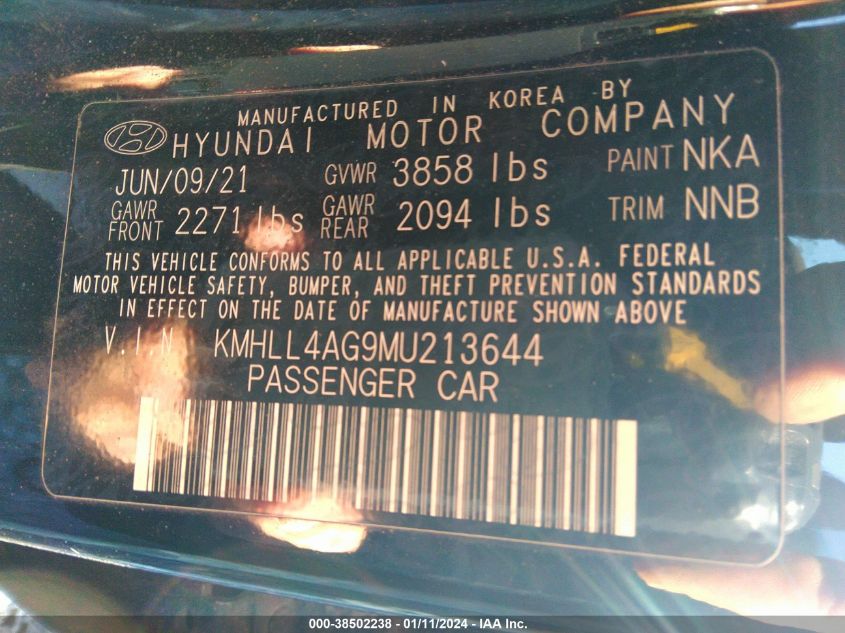 MANUFACTURED IN KOREA BY
HYUNDAI MOTOR COMPANY
JUN/09/21 GVWR 3858 lbs PAINT NKA
GAWR FRONT 2271 lbs GAWR REAR 2094 lbs TRIM NNB
THIS VEHICLE CONFORMS TO ALL APPLICABLE U.S.A. FEDERAL
MOTOR VEHICLE SAFETY, BUMPER, AND THEFT PREVENTION STANDARDS
IN EFFECT ON THE DATE OF MANUFACTURE SHOWN ABOVE
V.I.N KMHLL4AG9MU213644
PASSENGER CAR
000-38502238 - 01/11/2024 - IAA Inc.